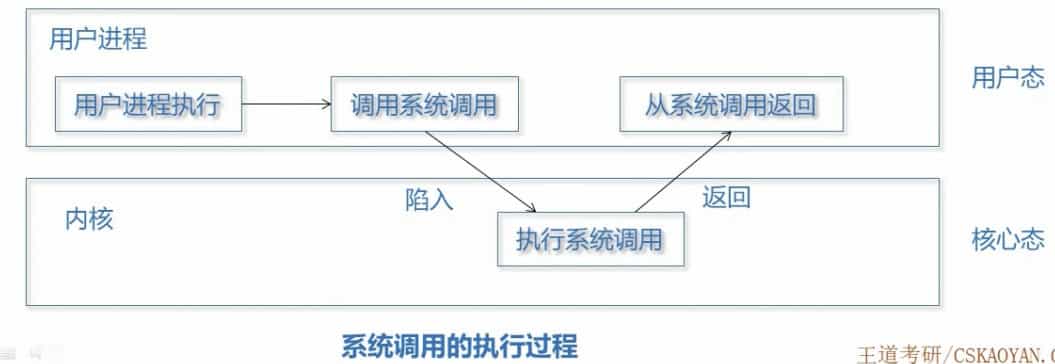 用户进程
用户态
用户进程执行
调用系统调用
从系统调用返回
陷入
返回
内核
执行系统调用
核心态
系统调用的执行过程
王道考研/CSKAOYAN.